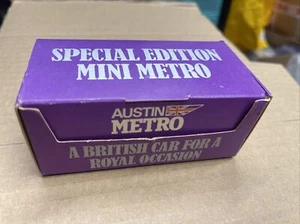 SPECIAL EDITION
MINI METRO
AUSTIN
METRO
A BRITISH CAR FOR A
ROYAL OCCASION